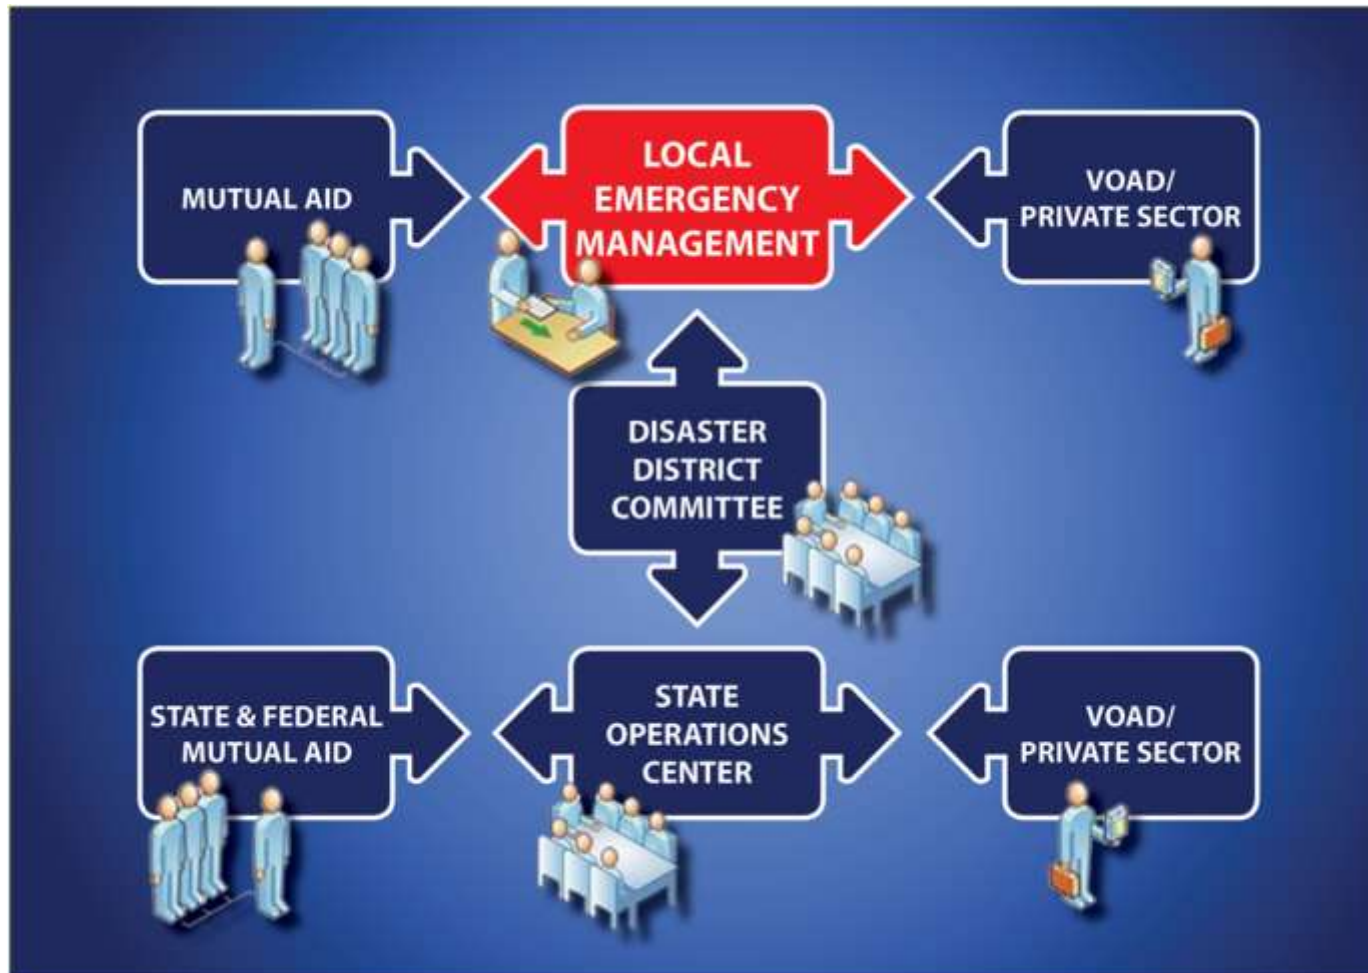 MUTUAL AID
LOCAL
EMERGENCY
MANAGEMENT
VOAD/
PRIVATE SECTOR
DISASTER
DISTRICT
COMMITTEE
STATE & FEDERAL
MUTUAL AID
STATE
OPERATIONS
CENTER
VOAD/
PRIVATE SECTOR